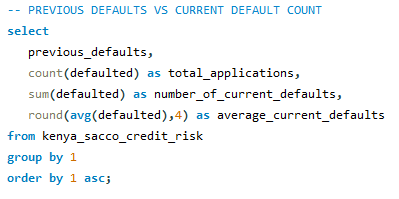 -- PREVIOUS DEFAULTS VS CURRENT DEFAULT COUNT
select
previous_defaults,
count(defaulted) as total_applications,
sum(defaulted) as number_of_current_defaults,
round(avg(defaulted),4) as average_current_defaults
from kenya_sacco_credit_risk
group by 1
order by 1 asc;